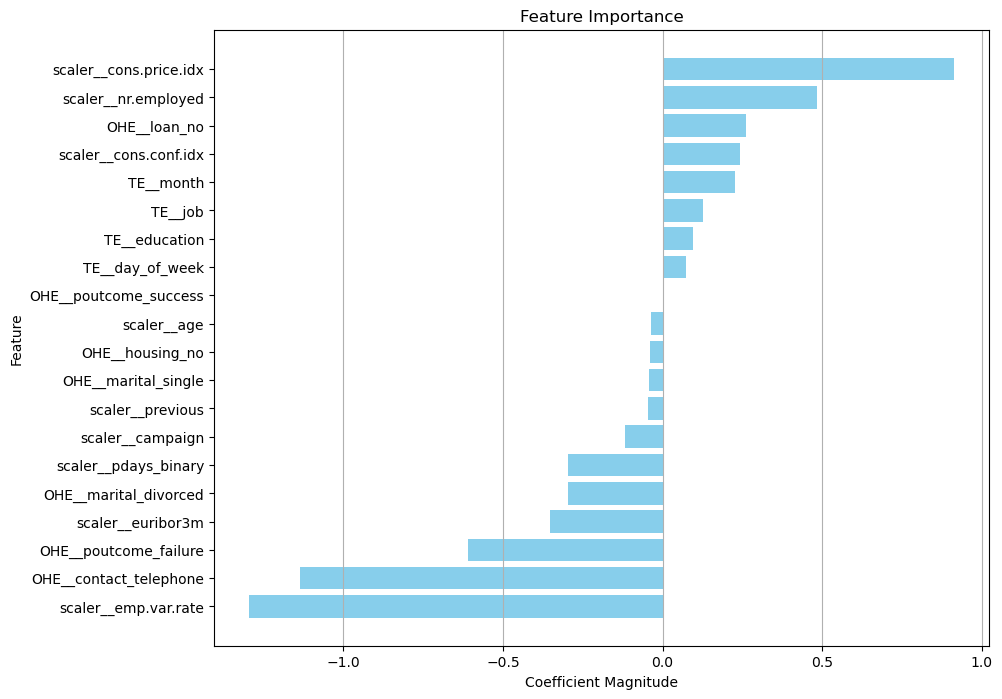 Feature Importance
scaler__cons.price.idx
scaler__nr.employed
OHE__loan_no
scaler__cons.conf.idx
TE__month
TE__job
TE__education
TE__day_of_week
OHE__poutcome_success
scaler__age
OHE__housing_no
OHE__marital_single
scaler__previous
scaler__campaign
scaler__pdays_binary
OHE__marital_divorced
scaler__euribor3m
OHE__poutcome_failure
OHE__contact_telephone
scaler__emp.var.rate
Feature
−1.0 −0.5 0.0 0.5 1.0
Coefficient Magnitude